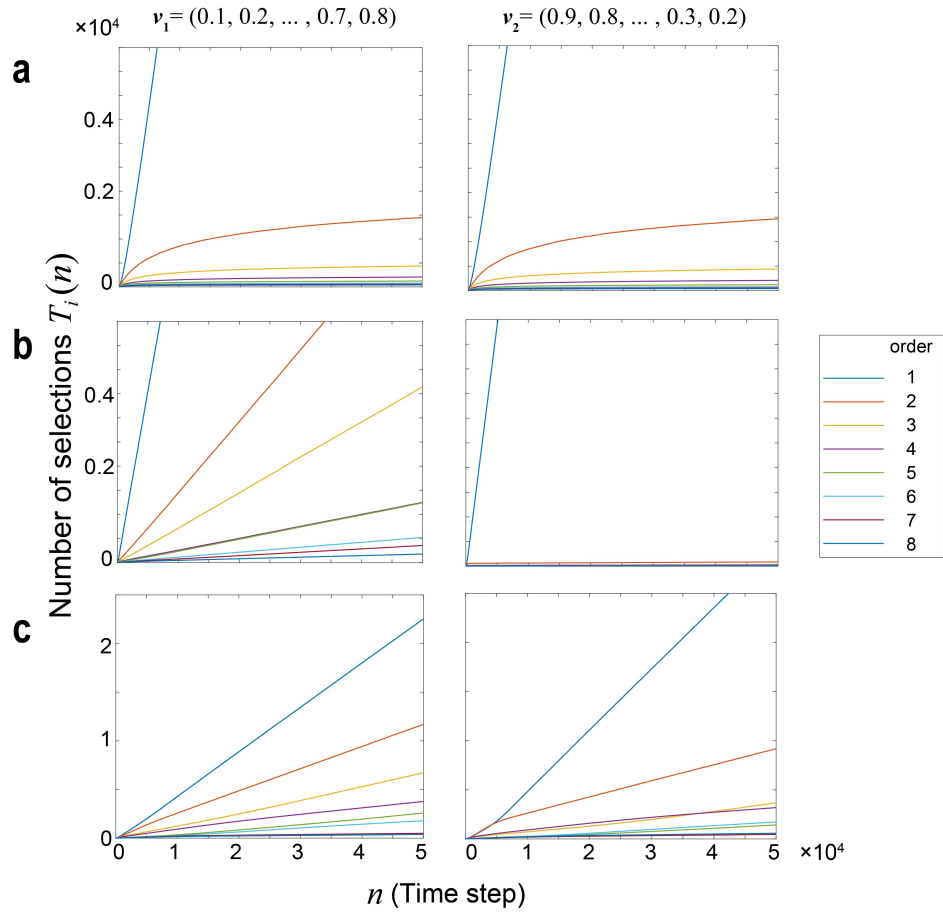 v₁= (0.1, 0.2, ... , 0.7, 0.8)
v₂= (0.9, 0.8, ... , 0.3, 0.2)
×10⁴
a
0.4
0.2
0
b
0.4
0.2
0
Number of selections Tᵢ(n)
order
1
2
3
4
5
6
7
8
c
2
1
0
0 1 2 3 4 5
0 1 2 3 4 5
×10⁴
n (Time step)